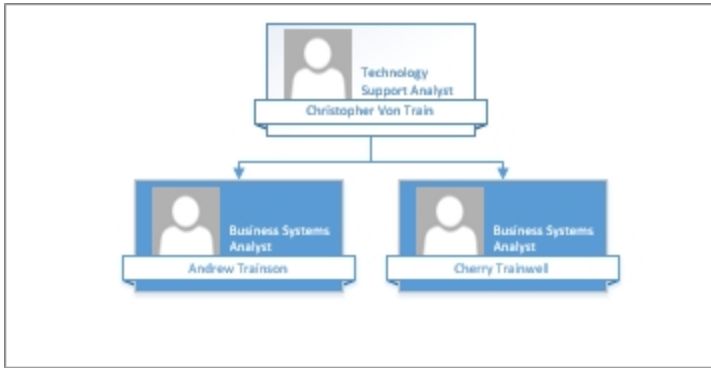 Technology
Support Analyst
Christopher Von Train
Business Systems
Analyst
Andrew Trainson
Business Systems
Analyst
Cherry Trainwell